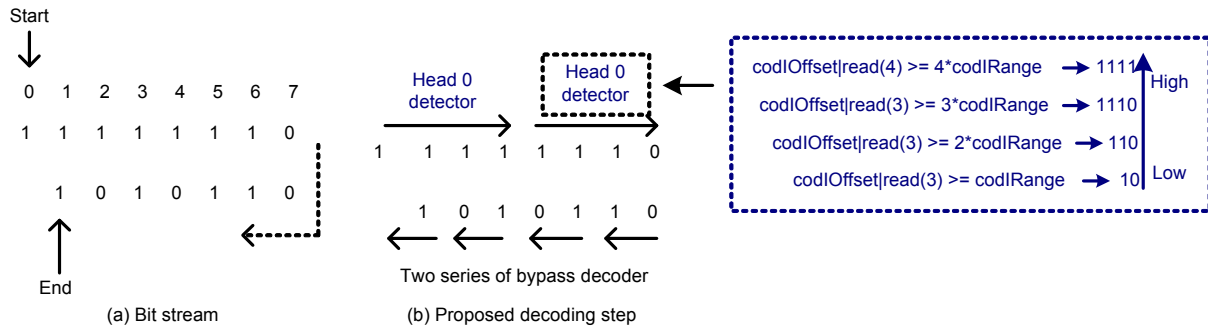 Start
0 1 2 3 4 5 6 7
1 1 1 1 1 1 1 0
1 0 1 0 1 1 0
End
(a) Bit stream
Head 0
detector
Head 0
detector
1 1 1 1 1 1 1 0
1 0 1 0 1 1 0
Two series of bypass decoder
(b) Proposed decoding step
codIOffset|read(4) >= 4*codIRange 1111
codIOffset|read(3) >= 3*codIRange 1110
codIOffset|read(3) >= 2*codIRange 110
codIOffset|read(3) >= codIRange 10
High
Low